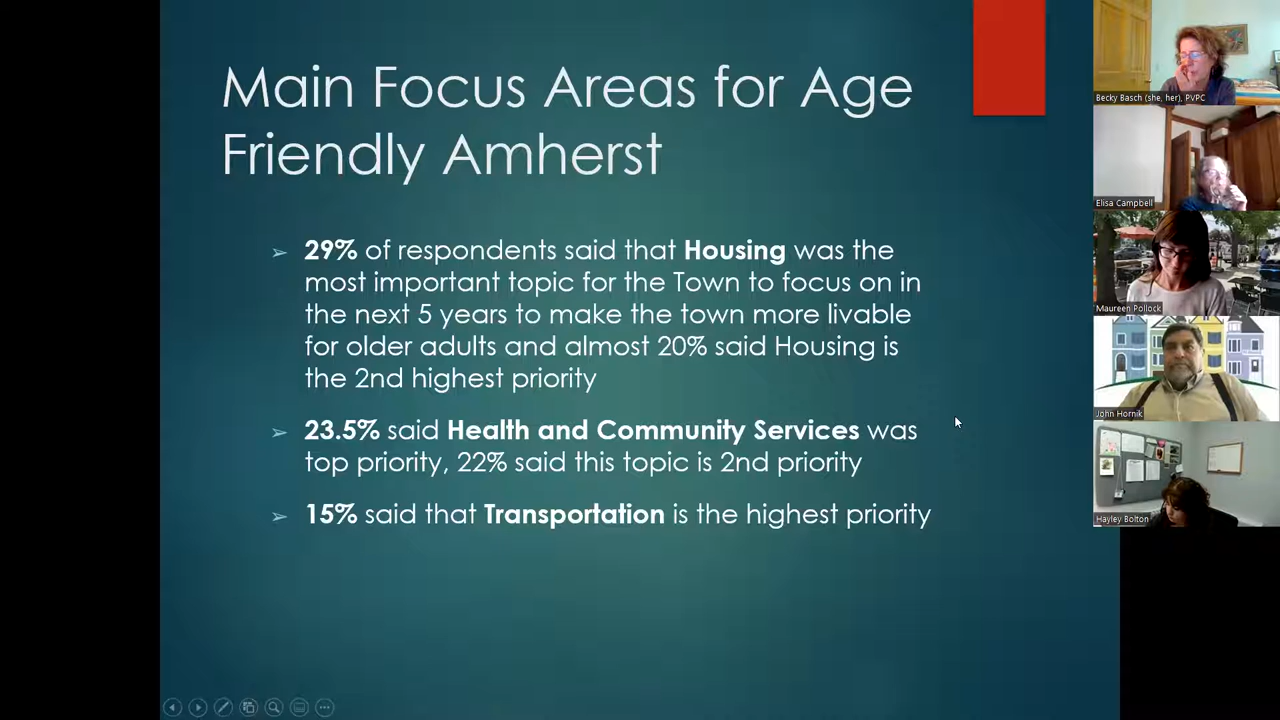 Main Focus Areas for Age
Friendly Amherst
29% of respondents said that Housing was the
most important topic for the Town to focus on in
the next 5 years to make the town more livable
for older adults and almost 20% said Housing is
the 2nd highest priority
23.5% said Health and Community Services was
top priority, 22% said this topic is 2nd priority
15% said that Transportation is the highest priority
Becky Basch (she, her), PVPC
Elisa Campbell
Maureen Pollock
John Hornik
Hayley Bolton